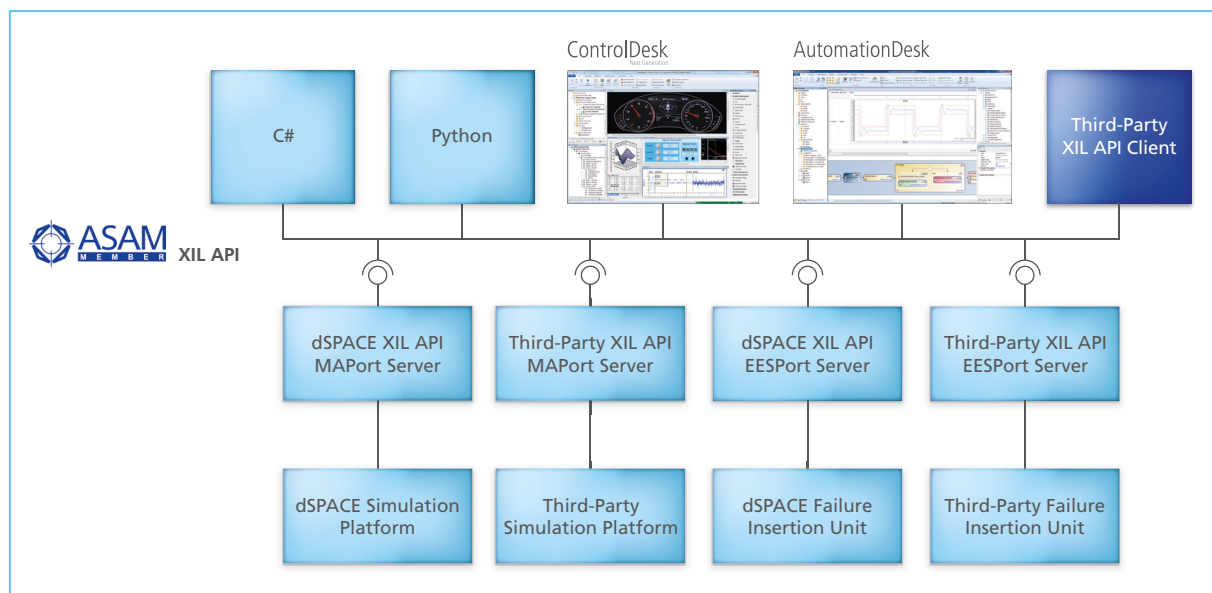 ControlDesk
Next Generation
AutomationDesk
C#
Python
Third-Party
XIL API Client
ASAM
MEMBER
XIL API
dSPACE XIL API
MAPort Server
Third-Party XIL API
MAPort Server
dSPACE XIL API
EESPort Server
Third-Party XIL API
EESPort Server
dSPACE Simulation
Platform
Third-Party
Simulation Platform
dSPACE Failure
Insertion Unit
Third-Party Failure
Insertion Unit